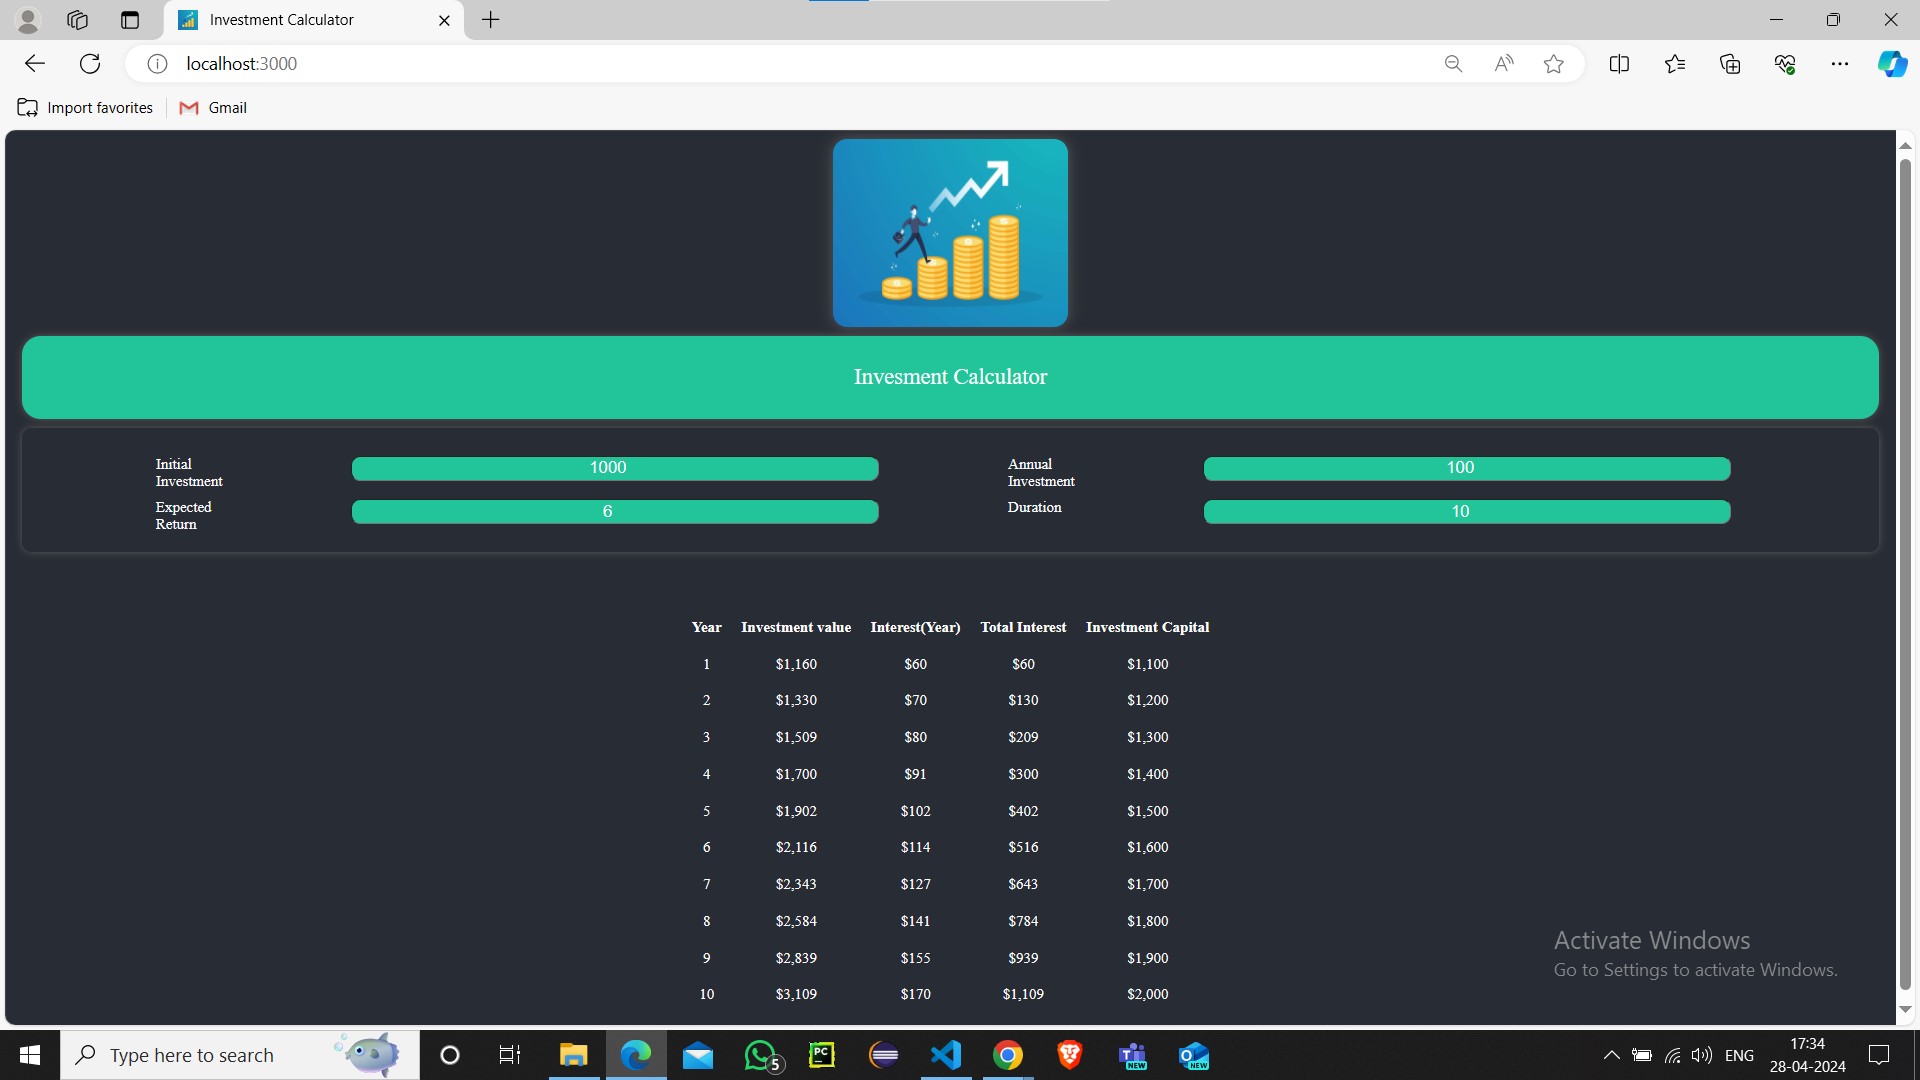 Investment Calculator
localhost:3000
Import favorites Gmail
Invesment Calculator
Initial
Investment
1000
Annual
Investment
100
Expected
Return
6
Duration
10
Year Investment value Interest(Year) Total Interest Investment Capital
1 $1,160 $60 $60 $1,100
2 $1,330 $70 $130 $1,200
3 $1,509 $80 $209 $1,300
4 $1,700 $91 $300 $1,400
5 $1,902 $102 $402 $1,500
6 $2,116 $114 $516 $1,600
7 $2,343 $127 $643 $1,700
8 $2,584 $141 $784 $1,800
9 $2,839 $155 $939 $1,900
10 $3,109 $170 $1,109 $2,000
Activate Windows
Go to Settings to activate Windows.
Type here to search
5
PC
NEW
NEW
ENG
17:34
28-04-2024